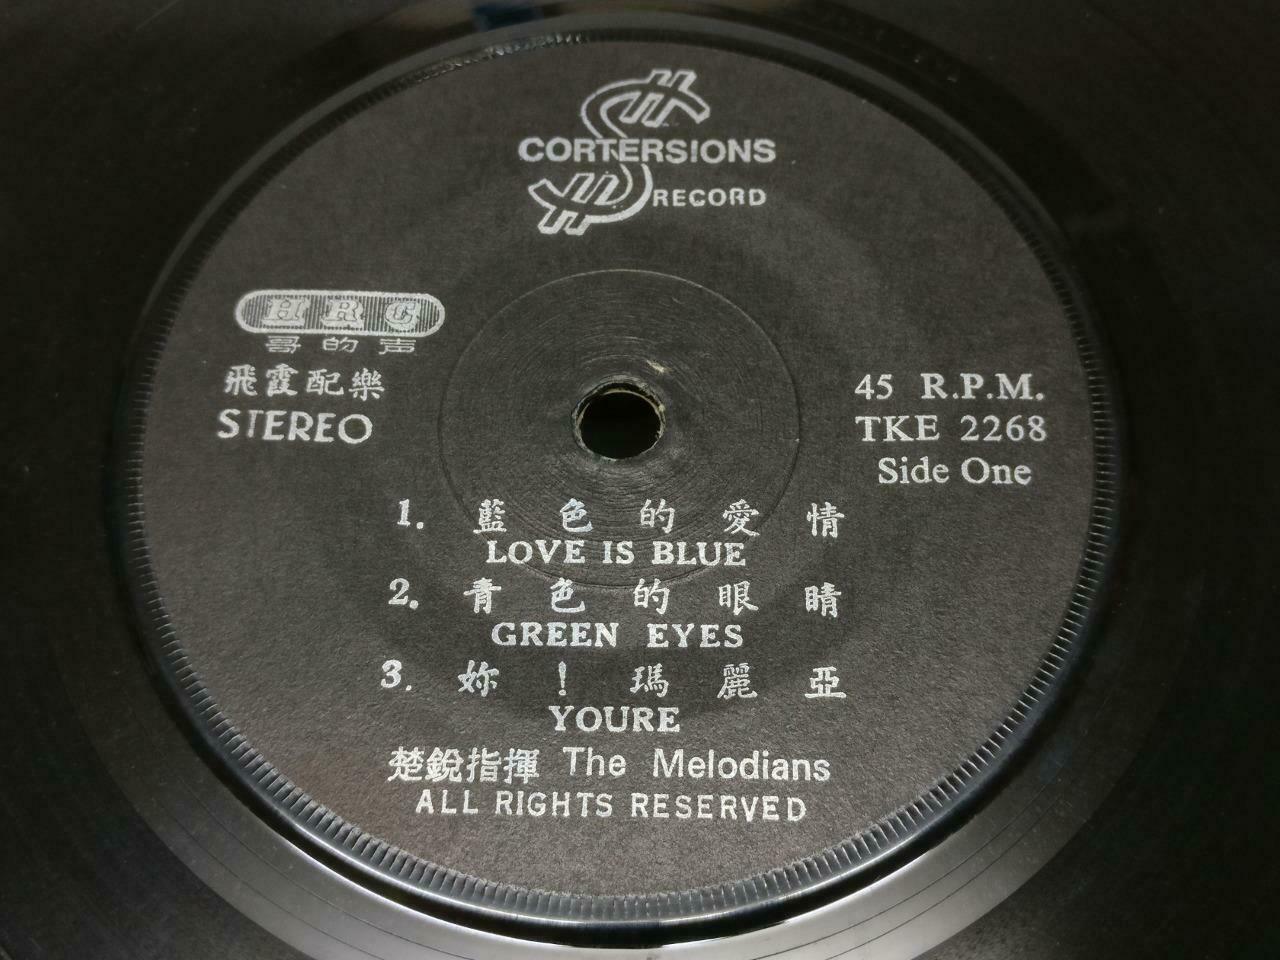 CORTERSIONS
RECORD
HRC
哥的声
飛霞配樂
STEREO
45 R.P.M.
TKE 2268
Side One
1. 藍色的愛情
LOVE IS BLUE
2. 青色的眼睛
GREEN EYES
3. 妳！瑪麗亞
YOURE
楚銳指揮 The Melodians
ALL RIGHTS RESERVED